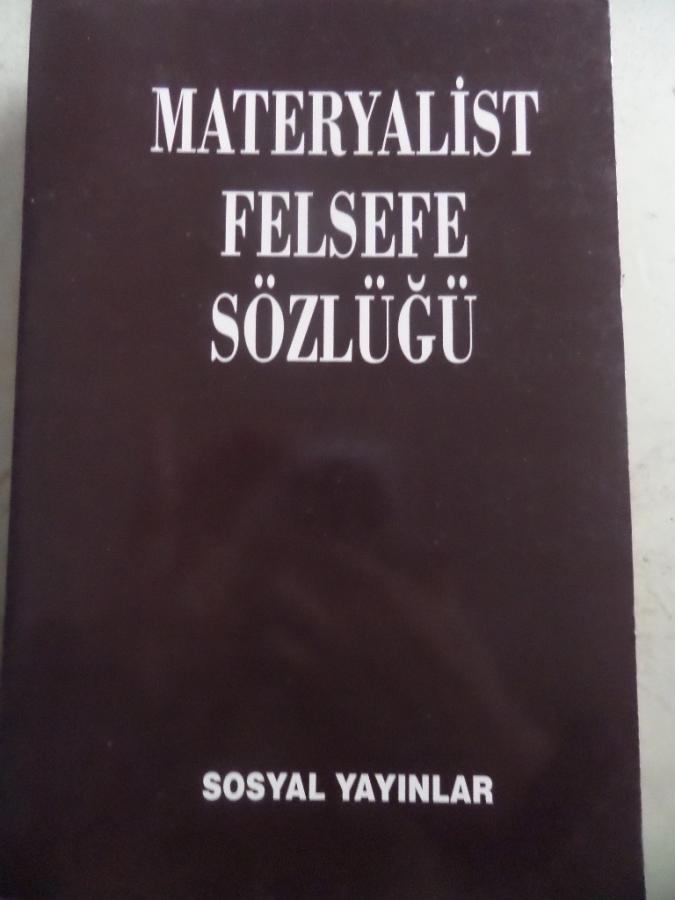 MATERYALİST
FELSEFE
SÖZLÜĞÜ
SOSYAL YAYINLAR